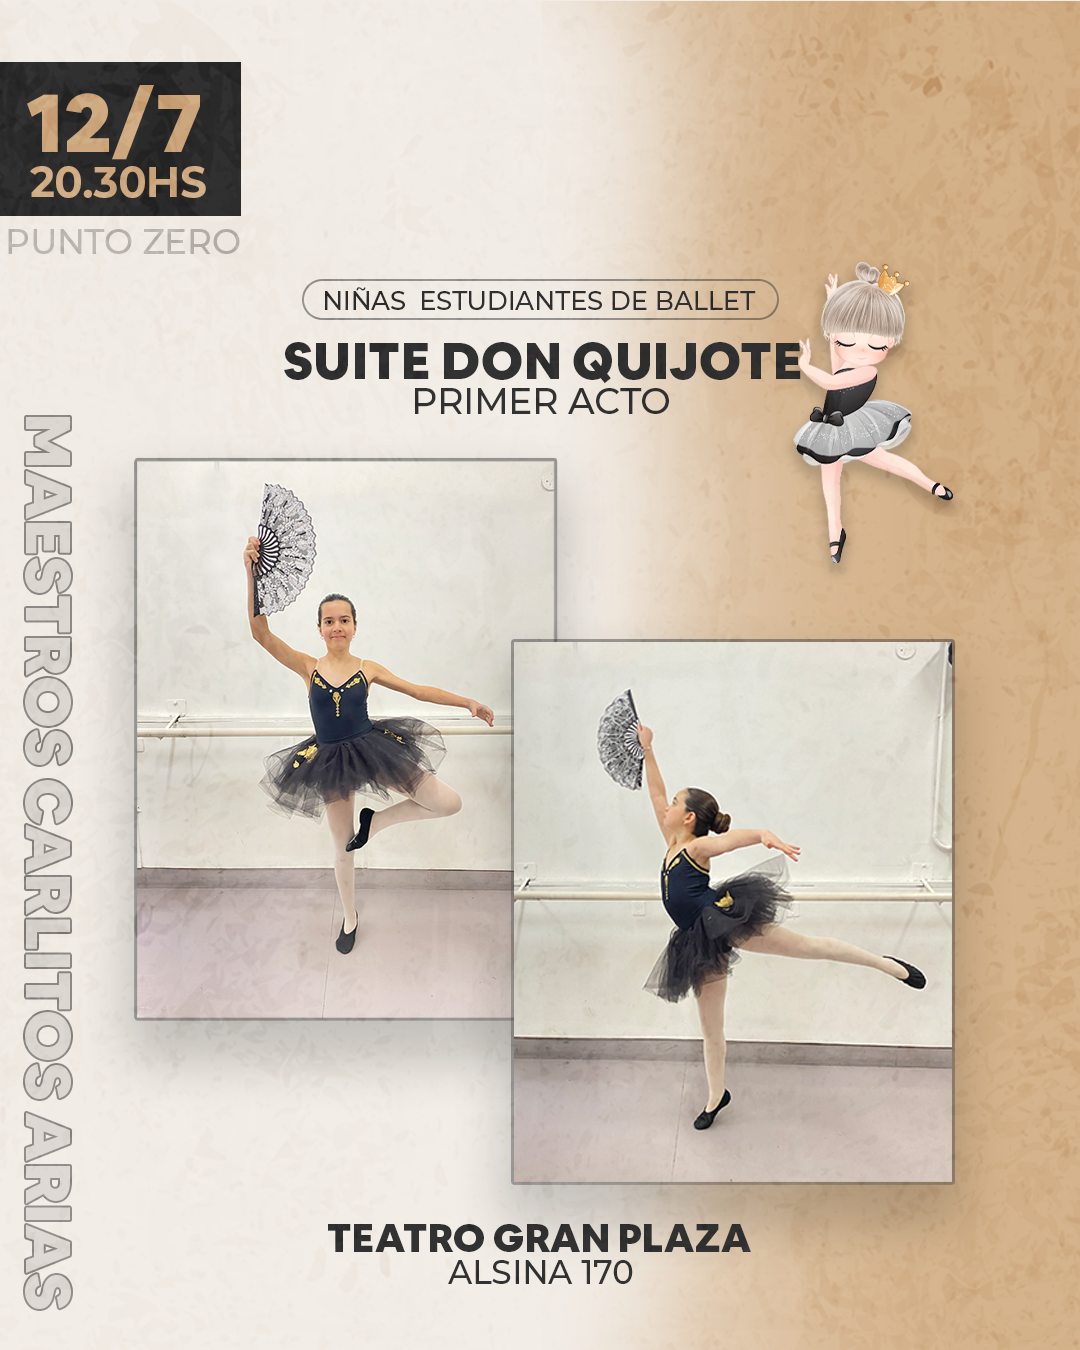 12/7
20.30HS
PUNTO ZERO
NIÑAS ESTUDIANTES DE BALLET
SUITE DON QUIJOTE
PRIMER ACTO
MAESTROS CARLITOS ARIAS
TEATRO GRAN PLAZA
ALSINA 170